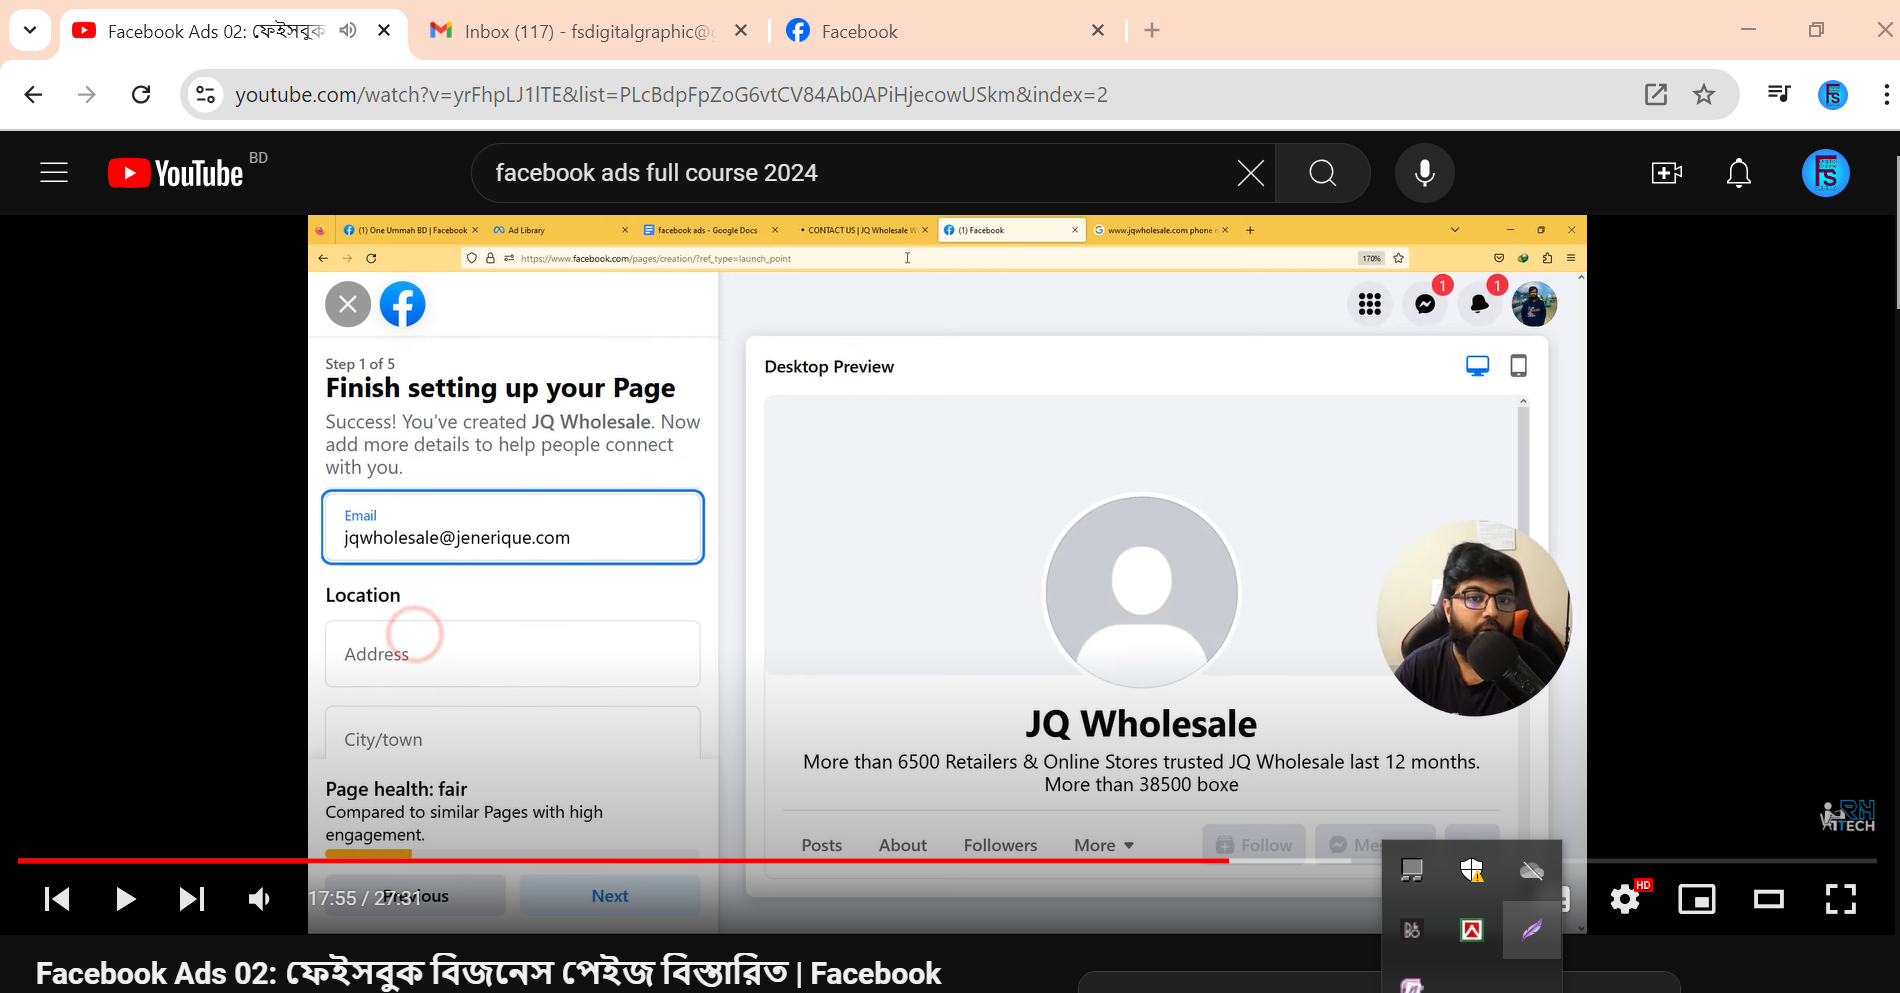 Facebook Ads 02: ফেইসবুক
Inbox (117) - fsdigitalgraphic@g
Facebook
youtube.com/watch?v=yrFhpLJ1lTE&list=PLcBdpFpZoG6vtCV84Ab0APiHjecowUSkm&index=2
YouTube BD
facebook ads full course 2024
(1) One Ummah BD | Facebook
Ad Library
facebook ads - Google Docs
CONTACT US | JQ Wholesale W
(1) Facebook
www.jqwholesale.com phone n
https://www.facebook.com/pages/creation/?ref_type=launch_point
170%
1
1
Step 1 of 5
Finish setting up your Page
Success! You've created JQ Wholesale. Now
add more details to help people connect
with you.
Email
jqwholesale@jenerique.com
Location
Address
City/town
Page health: fair
Compared to similar Pages with high
engagement.
Previous
Next
Desktop Preview
JQ Wholesale
More than 6500 Retailers & Online Stores trusted JQ Wholesale last 12 months.
More than 38500 boxe
Posts
About
Followers
More
Follow
Mes
RH
ITECH
17:55 / 27:31
HD
Facebook Ads 02: ফেইসবুক বিজনেস পেইজ বিস্তারিত | Facebook